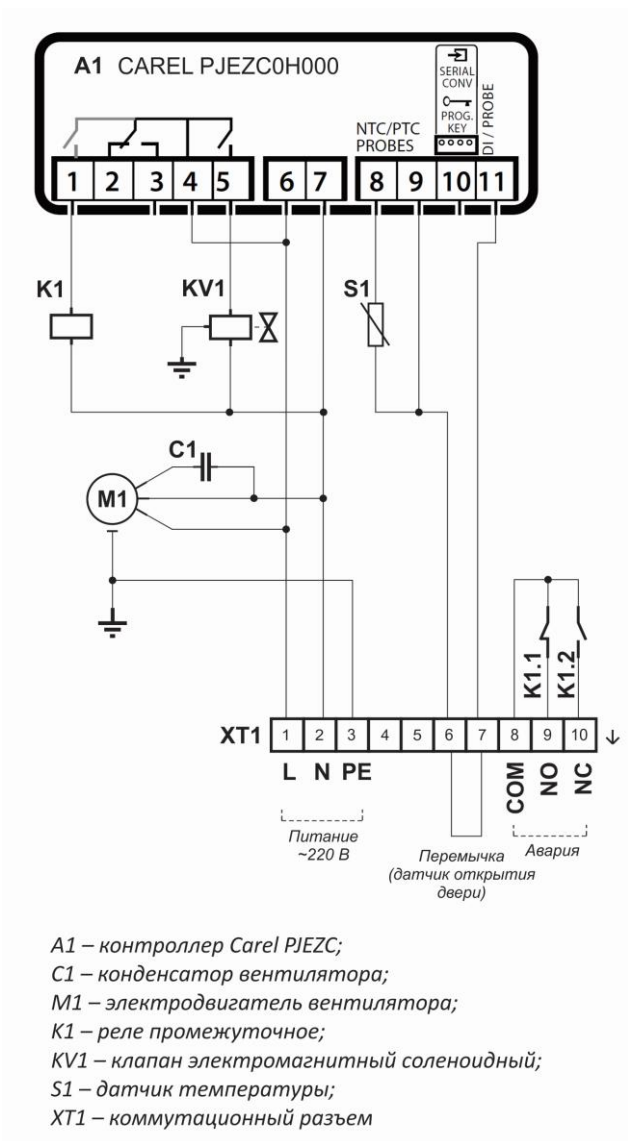 A1 CAREL PJEZC0H000
SERIAL
CONV
PROG.
KEY
DI / PROBE
NTC/PTC
PROBES
1 2 3 4 5 6 7 8 9 10 11
K1
KV1
S1
C1
M1
K1.1
K1.2
XT1 1 2 3 4 5 6 7 8 9 10
L N PE
COM
NO
NC
Питание
~220 В
Перемычка
(датчик открытия
двери)
Авария
A1 – контроллер Carel PJEZC;
C1 – конденсатор вентилятора;
M1 – электродвигатель вентилятора;
K1 – реле промежуточное;
KV1 – клапан электромагнитный соленоидный;
S1 – датчик температуры;
XT1 – коммутационный разъем